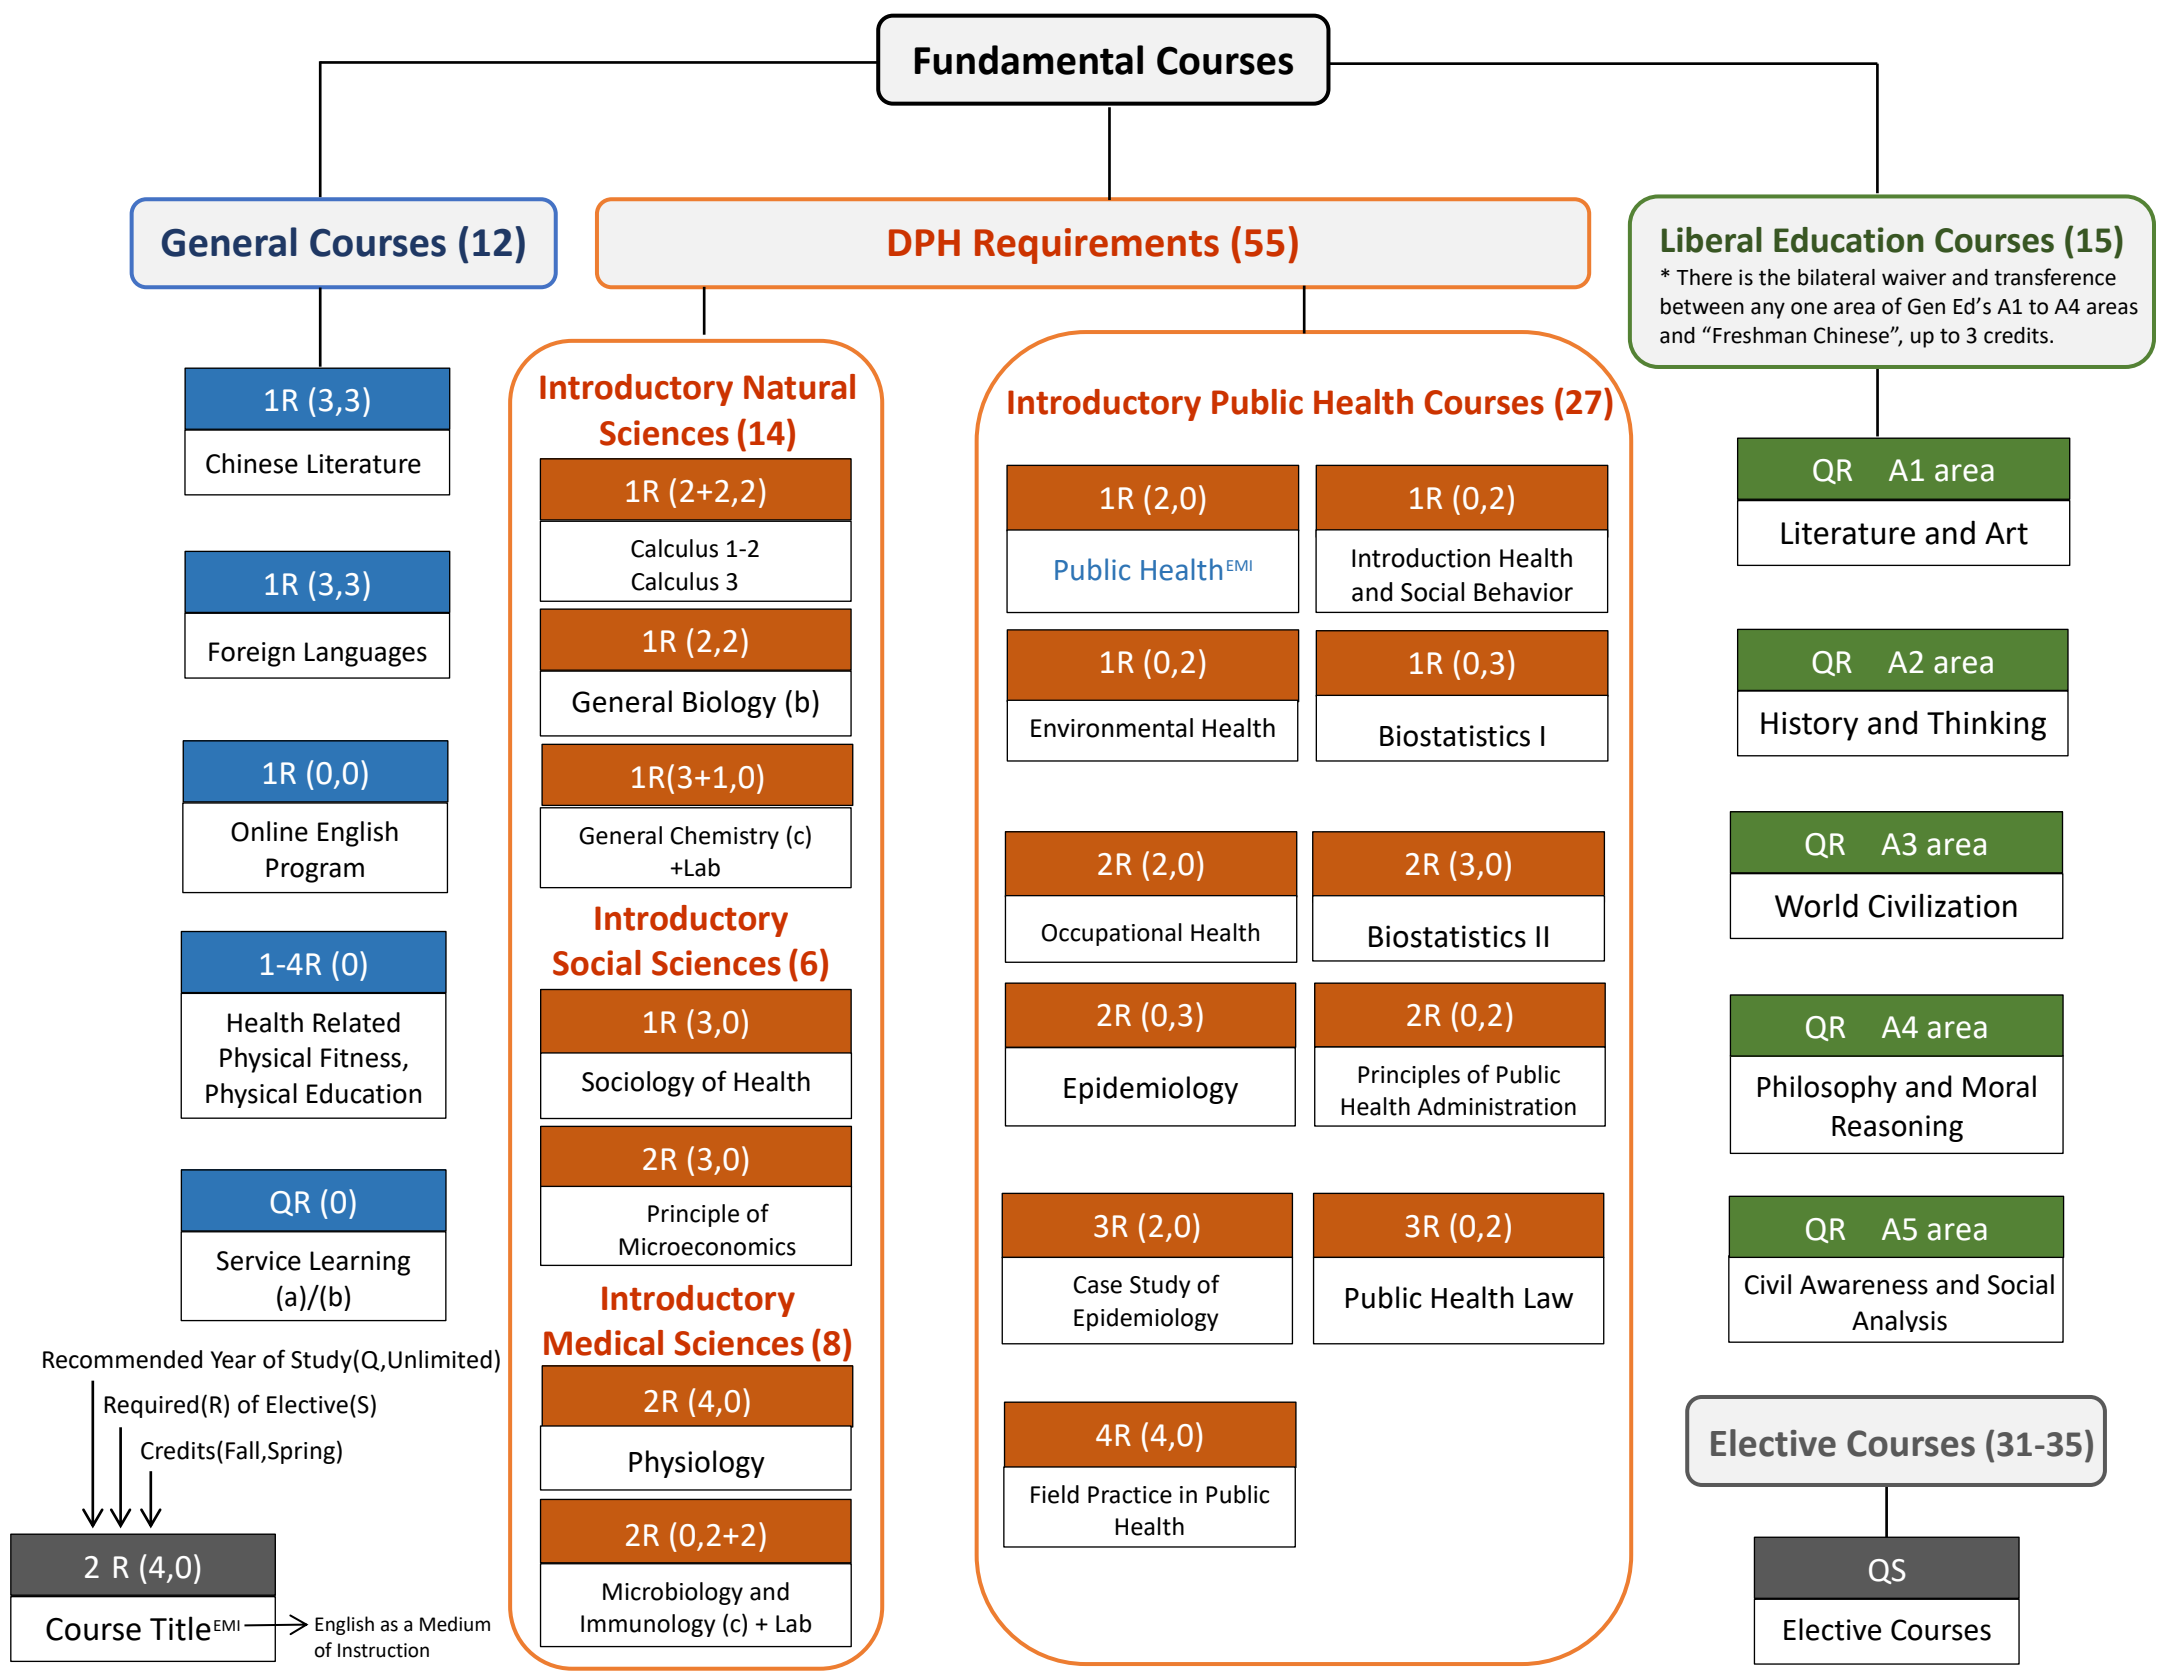 Fundamental Courses
General Courses (12)
1R (3,3)
Chinese Literature
1R (3,3)
Foreign Languages
1R (0,0)
Online English
Program
1-4R (0)
Health Related
Physical Fitness,
Physical Education
QR (0)
Service Learning
(a)/(b)
DPH Requirements (55)
Introductory Natural
Sciences (14)
1R (2+2,2)
Calculus 1-2
Calculus 3
1R (2,2)
General Biology (b)
1R(3+1,0)
General Chemistry (c)
+Lab
Introductory
Social Sciences (6)
1R (3,0)
Sociology of Health
2R (3,0)
Principle of
Microeconomics
Introductory
Medical Sciences (8)
2R (4,0)
Physiology
2R (0,2+2)
Microbiology and
Immunology (c) + Lab
Introductory Public Health Courses (27)
1R (2,0)
Public Health EMI
1R (0,2)
Introduction Health
and Social Behavior
1R (0,2)
Environmental Health
1R (0,3)
Biostatistics I
2R (2,0)
Occupational Health
2R (3,0)
Biostatistics II
2R (0,3)
Epidemiology
2R (0,2)
Principles of Public
Health Administration
3R (2,0)
Case Study of
Epidemiology
3R (0,2)
Public Health Law
4R (4,0)
Field Practice in Public
Health
Liberal Education Courses (15)
* There is the bilateral waiver and transference
between any one area of Gen Ed’s A1 to A4 areas
and “Freshman Chinese”, up to 3 credits.
QR A1 area
Literature and Art
QR A2 area
History and Thinking
QR A3 area
World Civilization
QR A4 area
Philosophy and Moral
Reasoning
QR A5 area
Civil Awareness and Social
Analysis
Elective Courses (31-35)
QS
Elective Courses
Recommended Year of Study(Q,Unlimited)
Required(R) of Elective(S)
Credits(Fall,Spring)
2 R (4,0)
Course Title EMI
English as a Medium
of Instruction